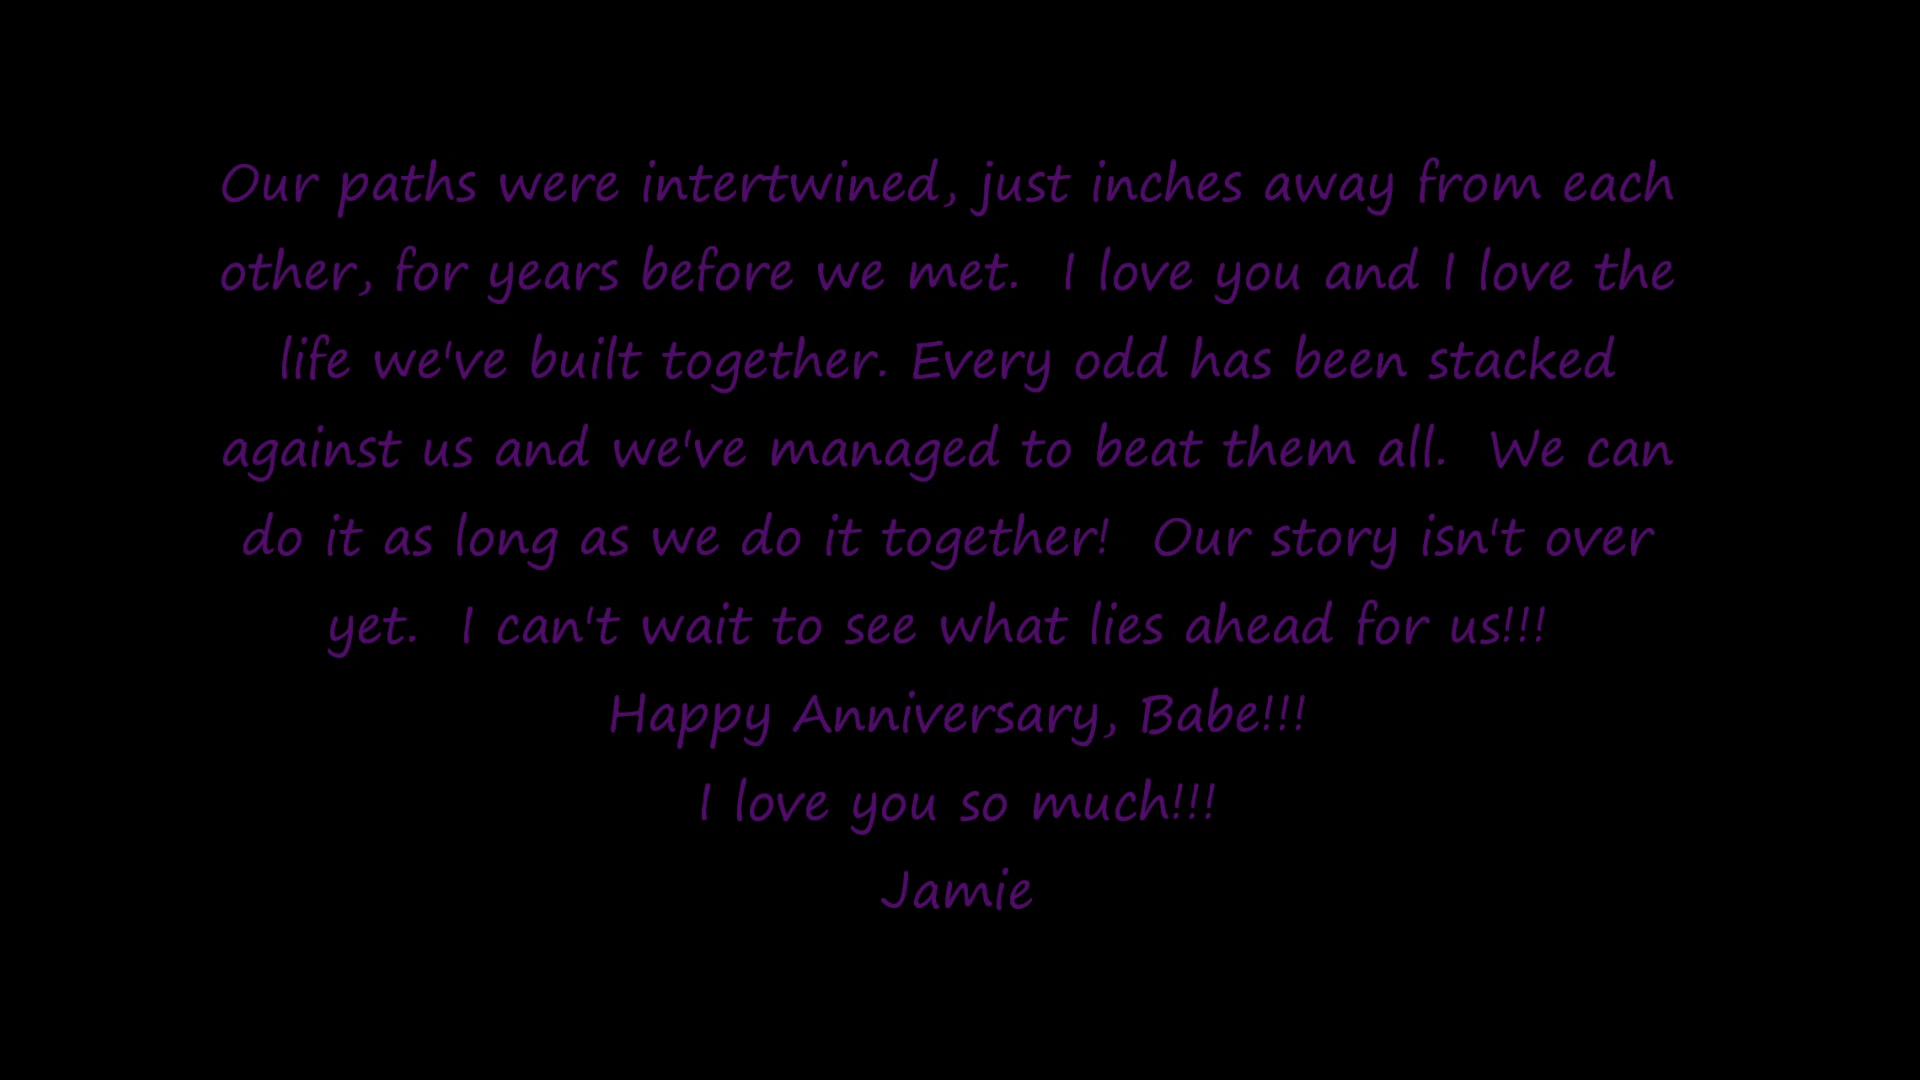 Our paths were intertwined, just inches away from each
other, for years before we met.  I love you and I love the
life we've built together. Every odd has been stacked
against us and we've managed to beat them all.  We can
do it as long as we do it together!  Our story isn't over
yet.  I can't wait to see what lies ahead for us!!!
Happy Anniversary, Babe!!!
I love you so much!!!
Jamie